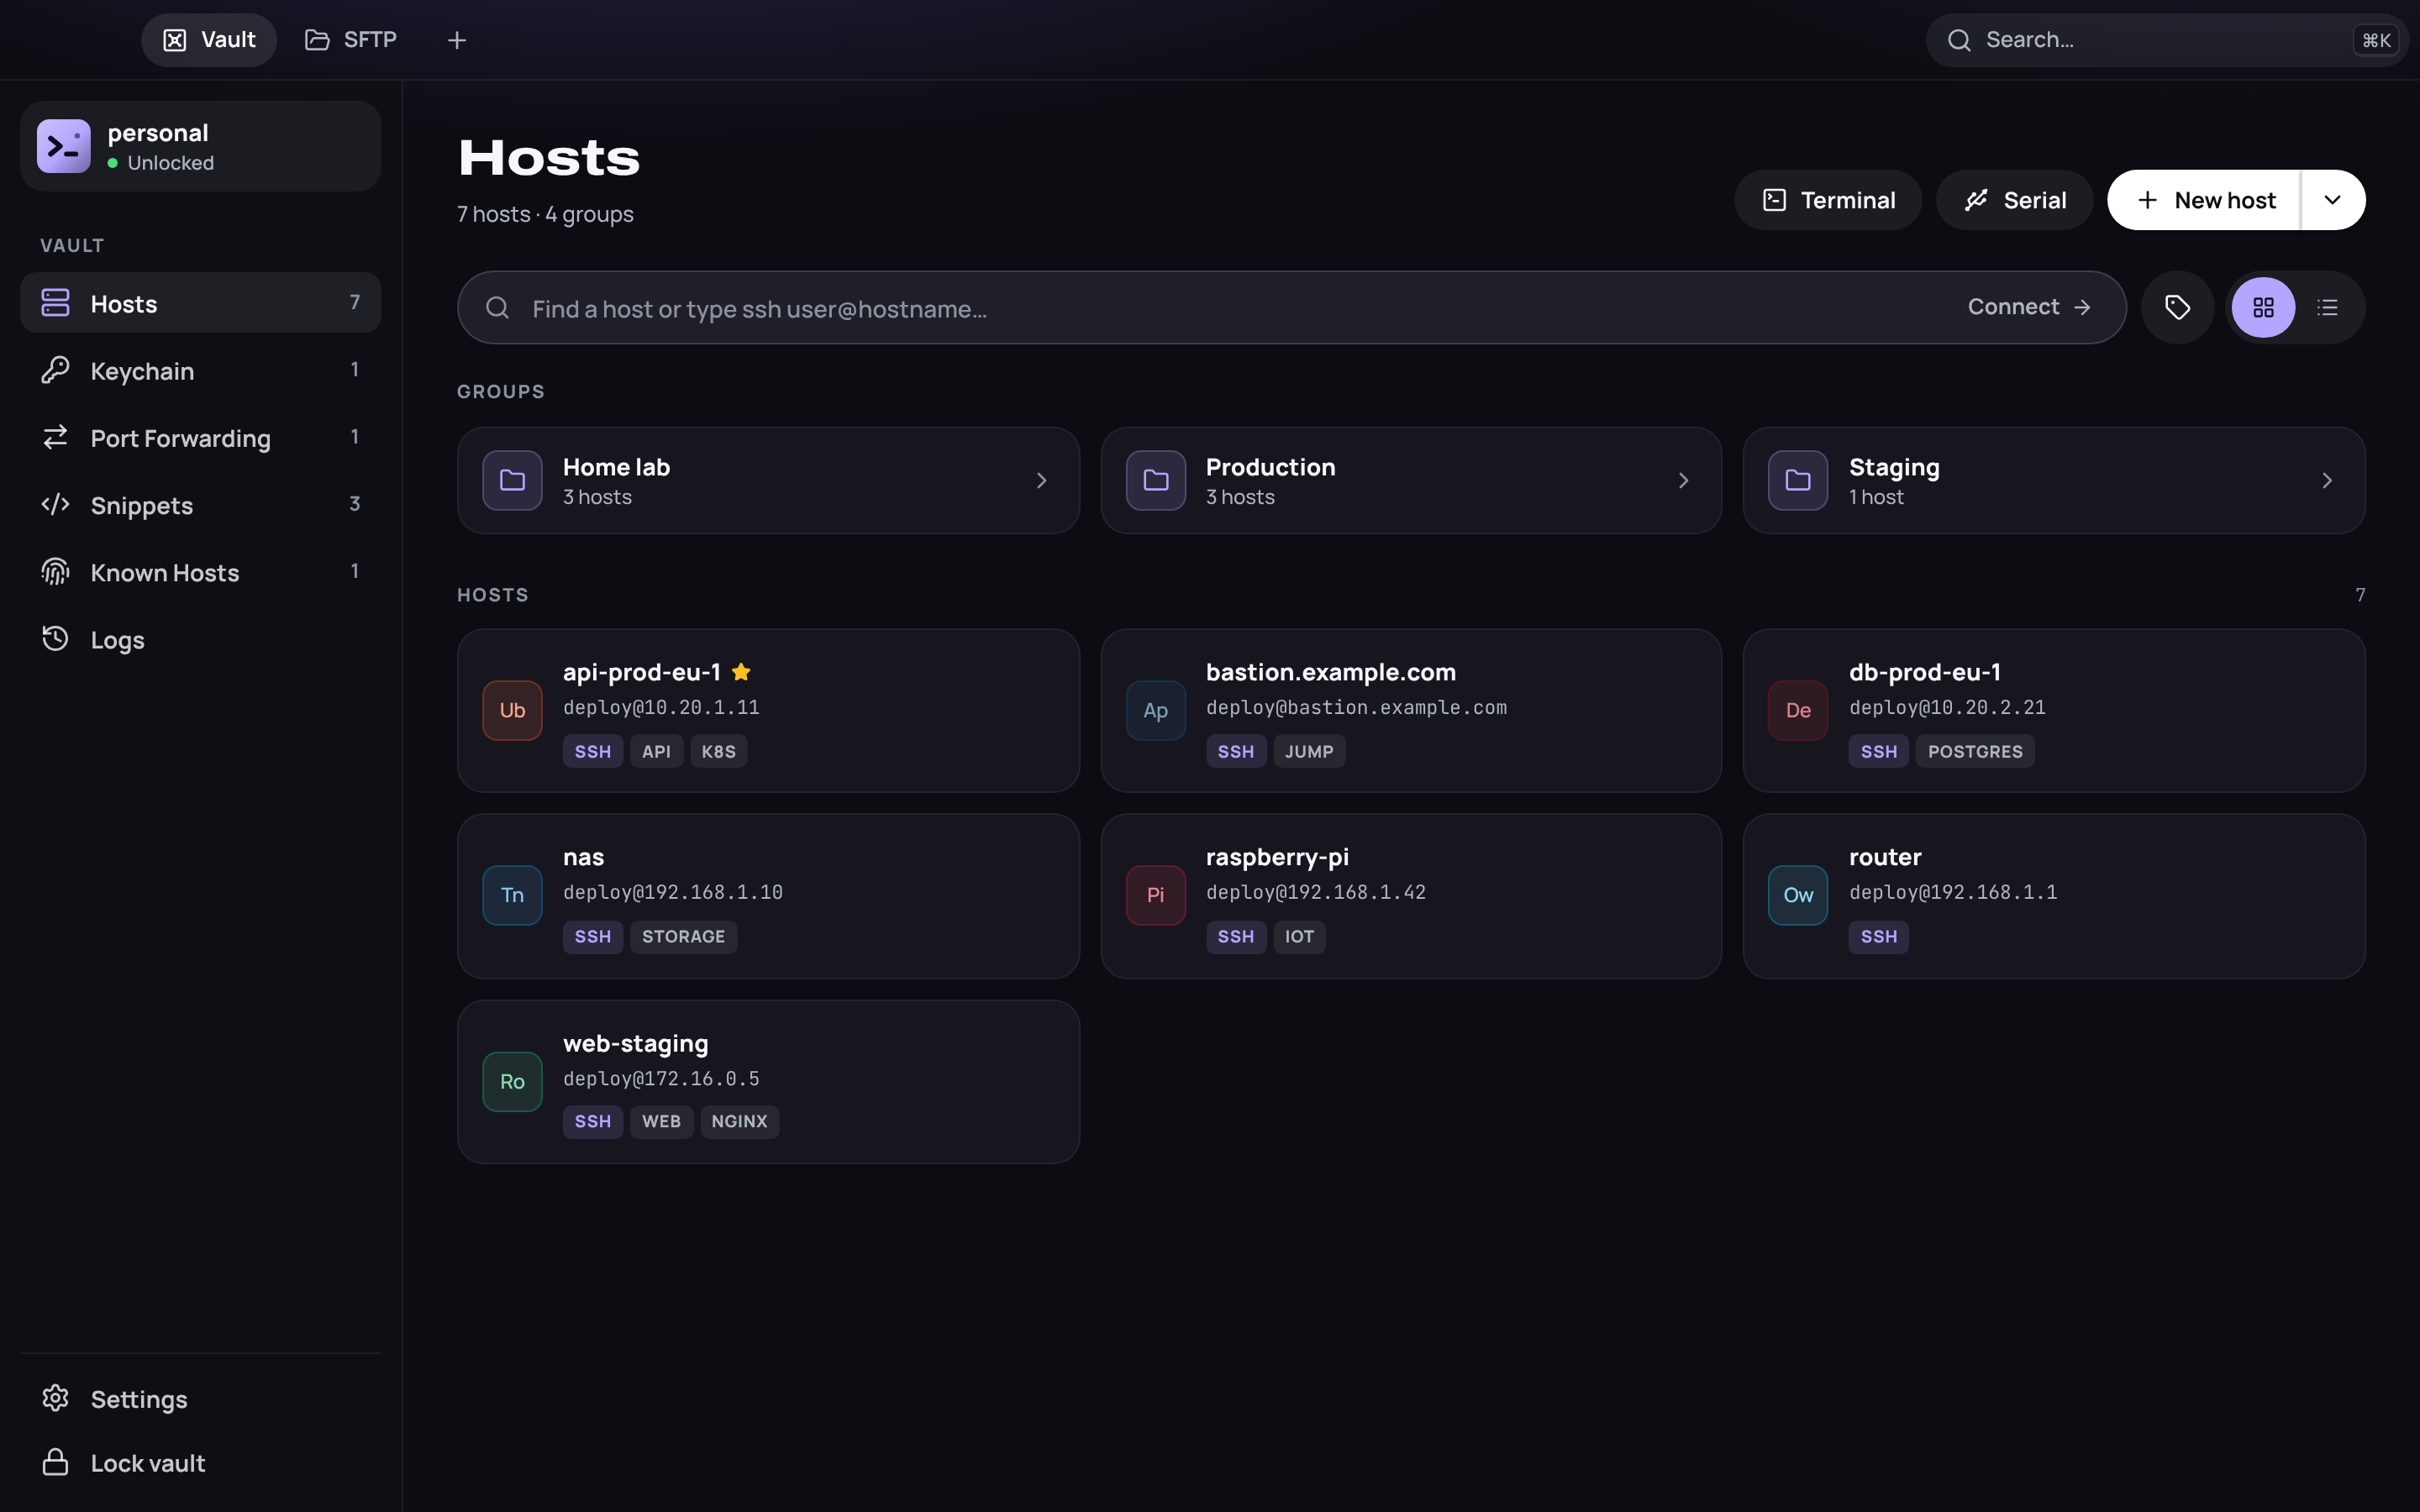 Vault
SFTP
Search...
⌘K
personal
Unlocked
VAULT
Hosts 7
Keychain 1
Port Forwarding 1
Snippets 3
Known Hosts 1
Logs
Settings
Lock vault
Hosts
7 hosts · 4 groups
Terminal
Serial
New host
Find a host or type ssh user@hostname...
Connect
GROUPS
Home lab
3 hosts
Production
3 hosts
Staging
1 host
HOSTS 7
Ub
api-prod-eu-1
deploy@10.20.1.11
SSH API K8S
Ap
bastion.example.com
deploy@bastion.example.com
SSH JUMP
De
db-prod-eu-1
deploy@10.20.2.21
SSH POSTGRES
Tn
nas
deploy@192.168.1.10
SSH STORAGE
Pi
raspberry-pi
deploy@192.168.1.42
SSH IOT
Ow
router
deploy@192.168.1.1
SSH
Ro
web-staging
deploy@172.16.0.5
SSH WEB NGINX